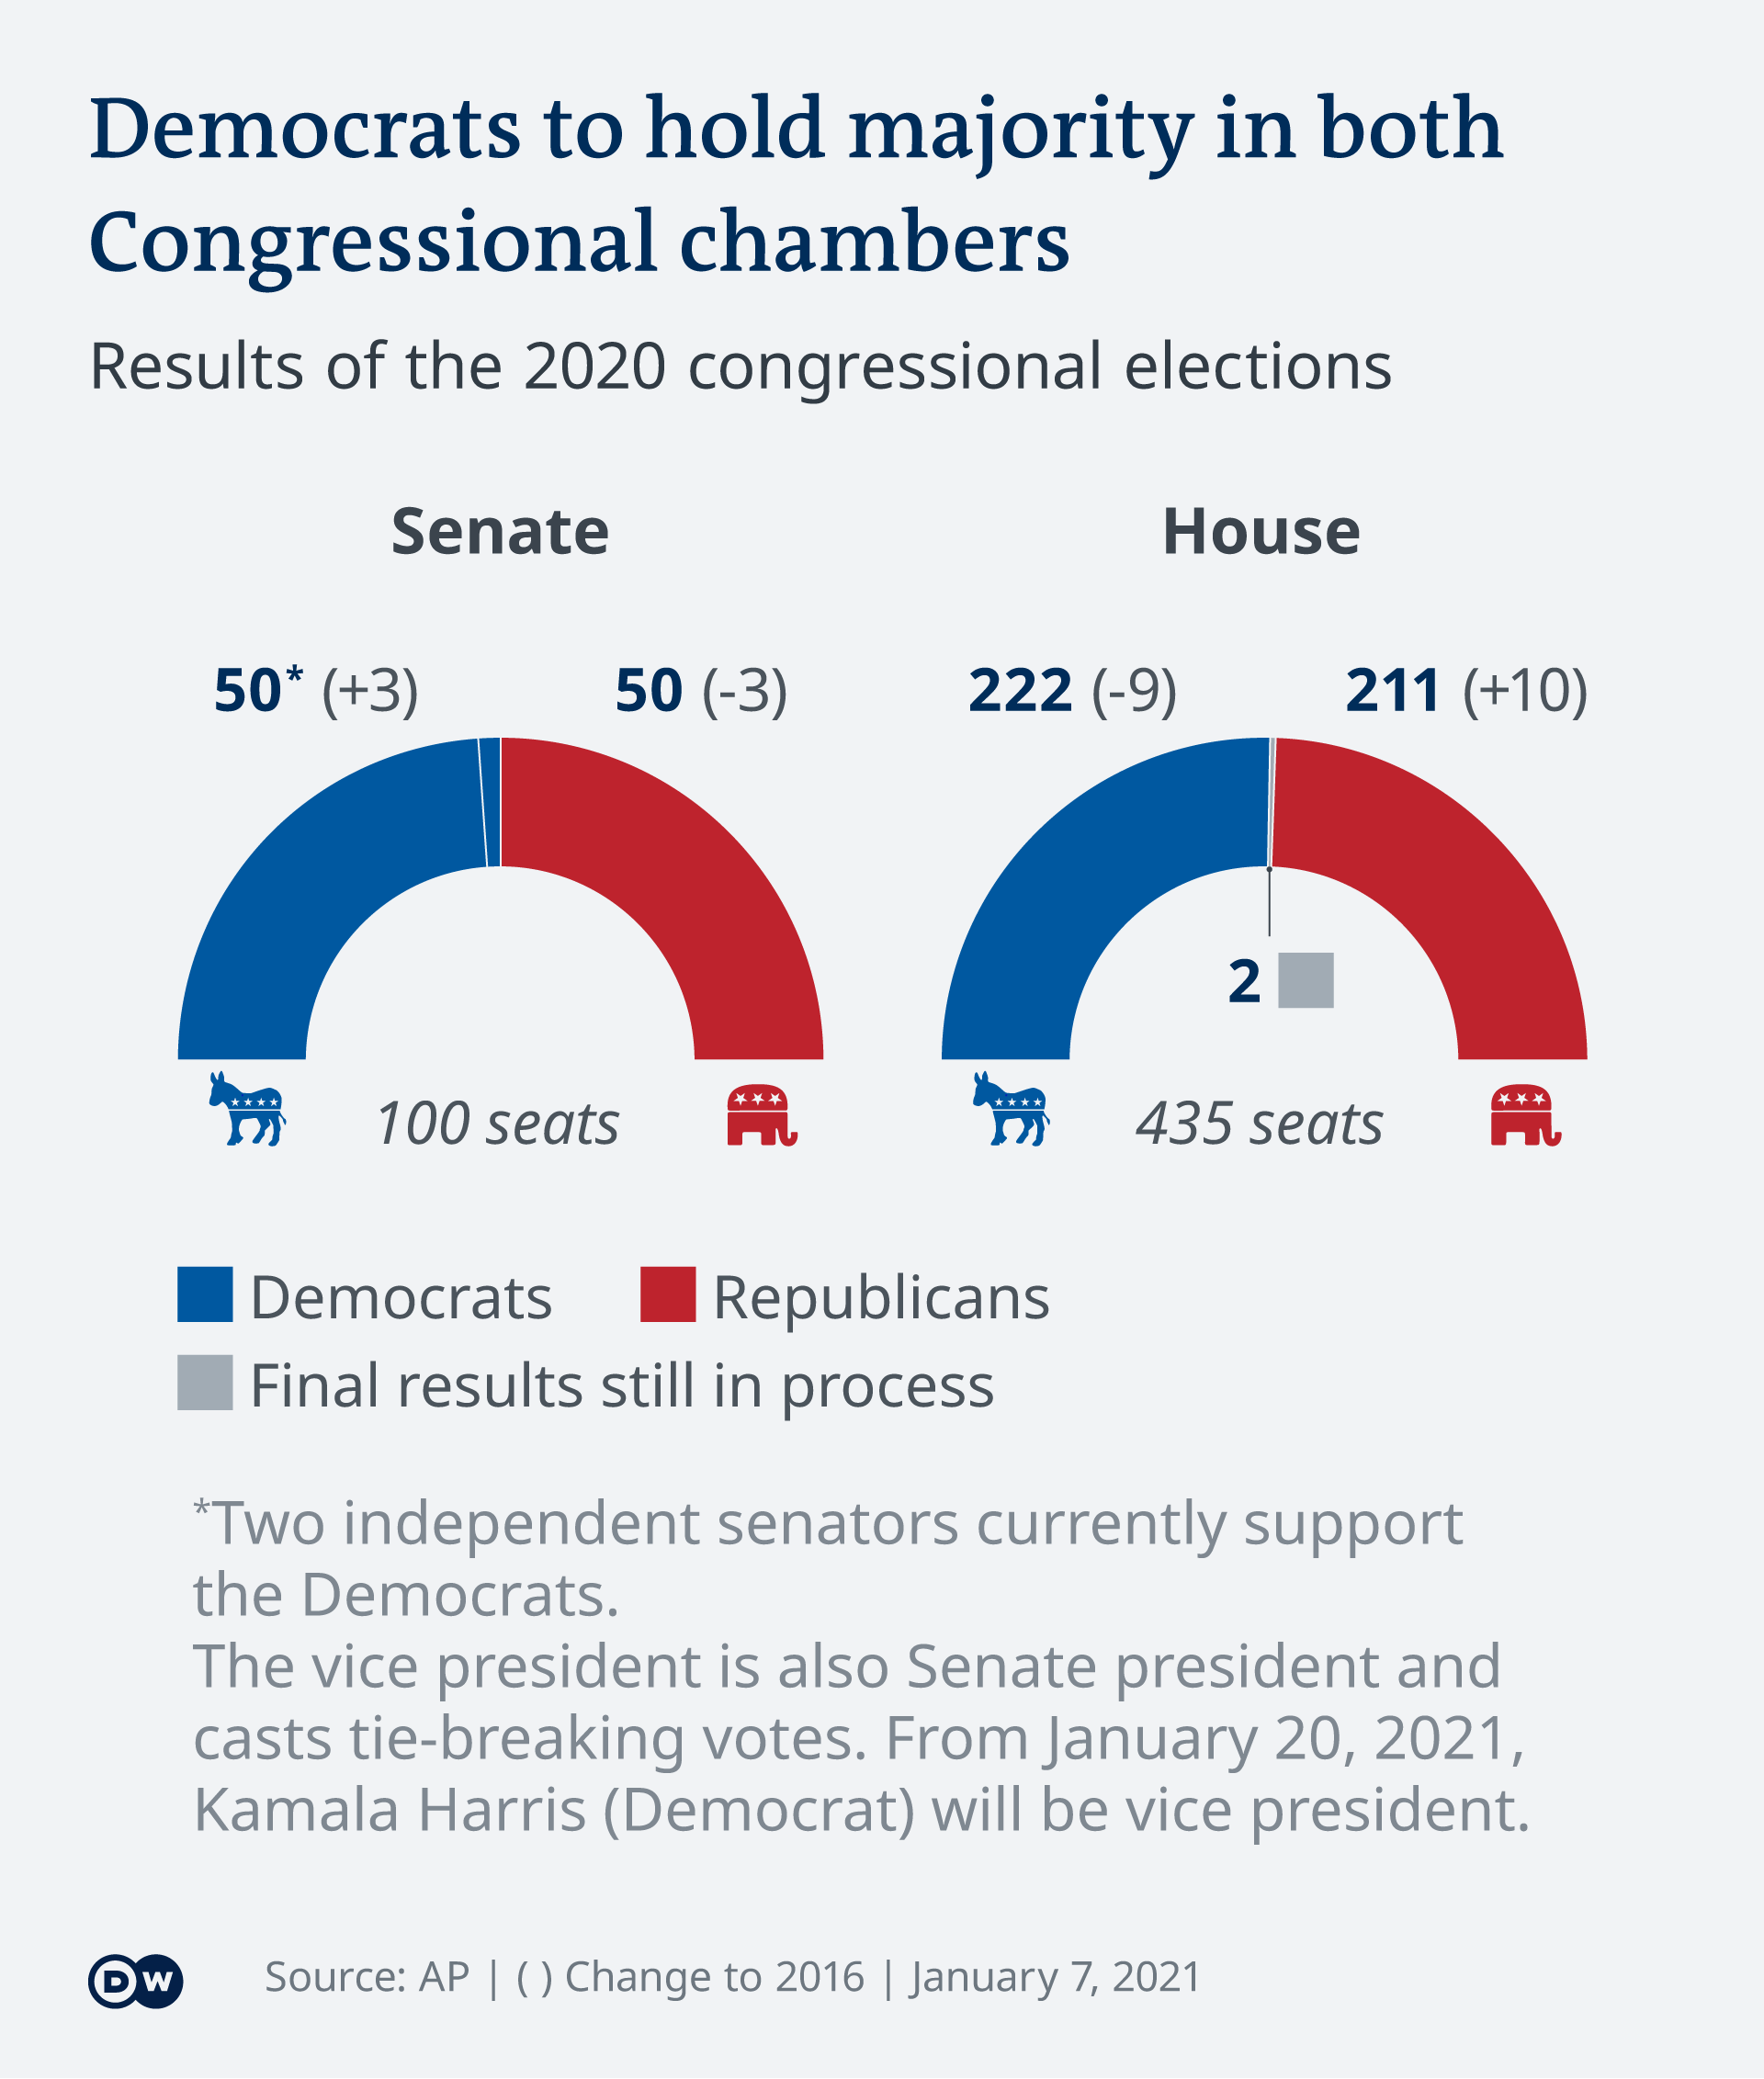 Democrats to hold majority in both
Congressional chambers
Results of the 2020 congressional elections
Senate
House
50* (+3)
50 (-3)
222 (-9)
211 (+10)
2
100 seats
435 seats
Democrats
Republicans
Final results still in process
*Two independent senators currently support
the Democrats.
The vice president is also Senate president and
casts tie-breaking votes. From January 20, 2021,
Kamala Harris (Democrat) will be vice president.
DW
Source: AP | ( ) Change to 2016 | January 7, 2021